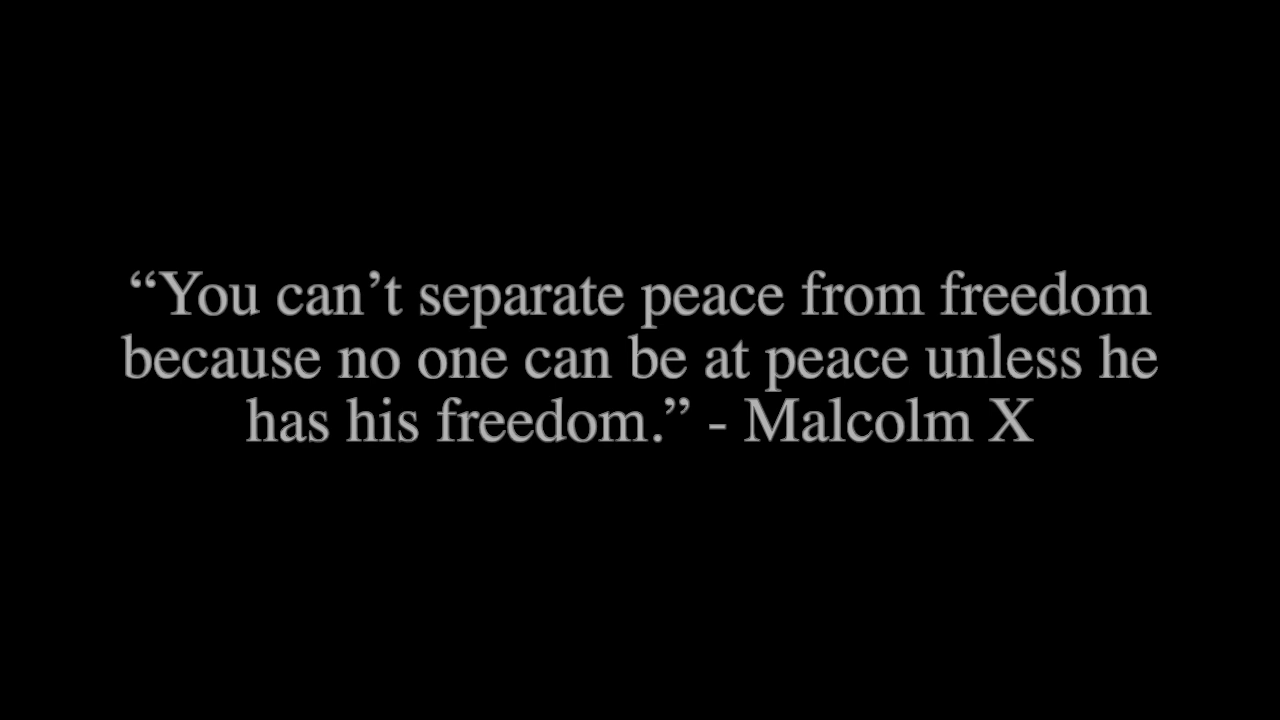 “You can’t separate peace from freedom
because no one can be at peace unless he
has his freedom.” - Malcolm X